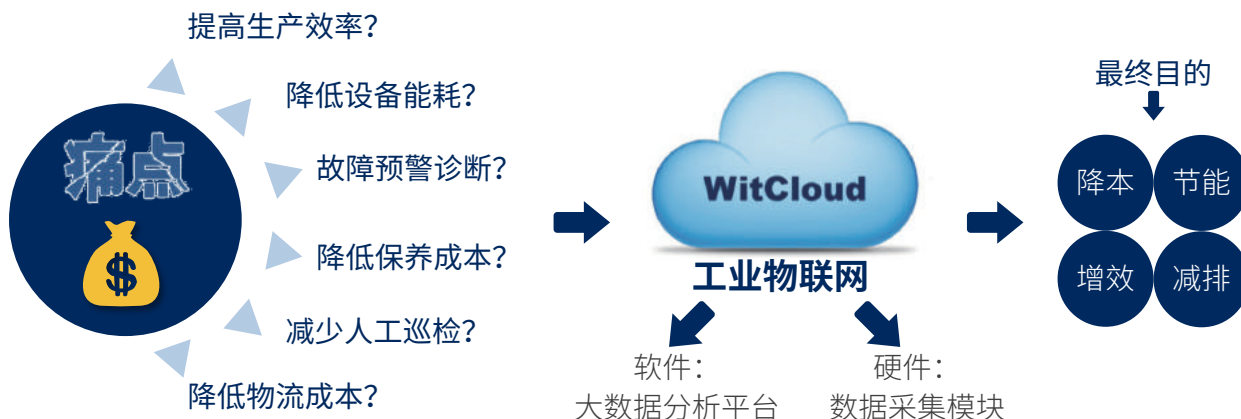 提高生产效率？
降低设备能耗？
故障预警诊断？
降低保养成本？
减少人工巡检？
降低物流成本？
痛点
$
WitCloud
工业物联网
软件：
大数据分析平台
硬件：
数据采集模块
最终目的
降本
节能
增效
减排